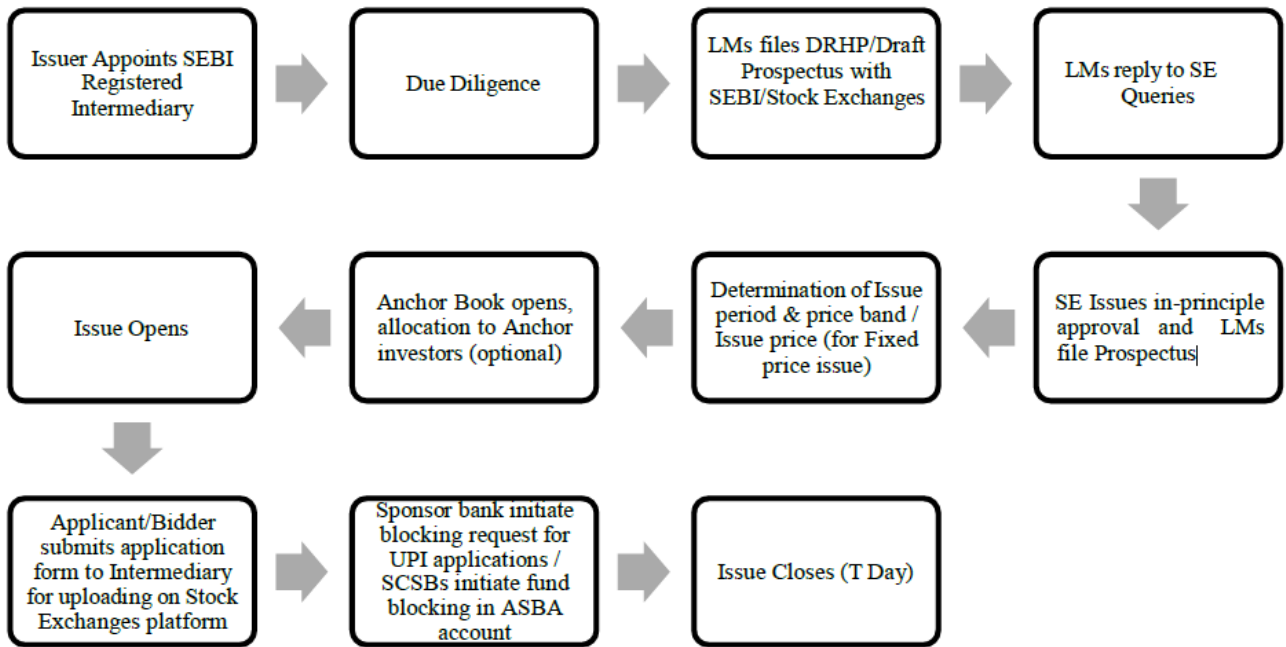 Issuer Appoints SEBI
Registered
Intermediary
Due Diligence
LMs files DRHP/Draft
Prospectus with
SEBI/Stock Exchanges
LMs reply to SE
Queries
SE Issues in-principle
approval and LMs
file Prospectus
Determination of Issue
period & price band /
Issue price (for Fixed
price issue)
Anchor Book opens,
allocation to Anchor
investors (optional)
Issue Opens
Applicant/Bidder
submits application
form to Intermediary
for uploading on Stock
Exchanges platform
Sponsor bank initiate
blocking request for
UPI applications /
SCSBs initiate fund
blocking in ASBA
account
Issue Closes (T Day)